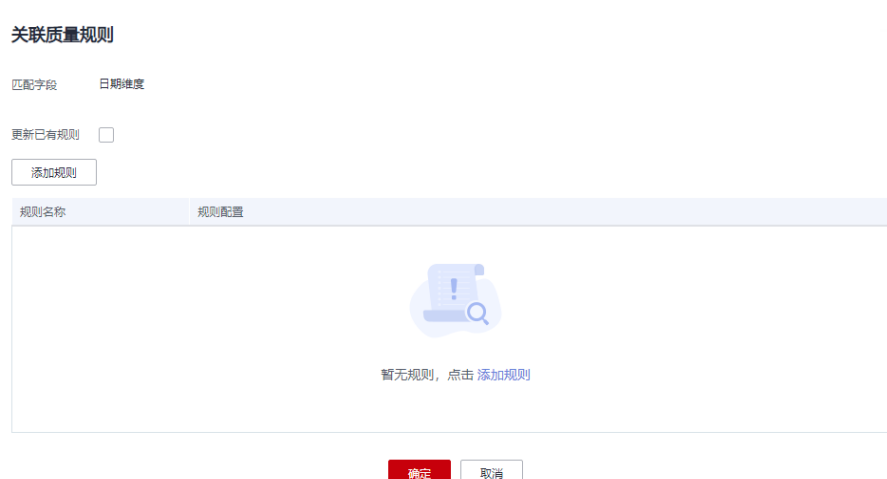 关联质量规则
匹配字段 日期维度
更新已有规则
添加规则
规则名称 规则配置
暂无规则，点击 添加规则
确定 取消